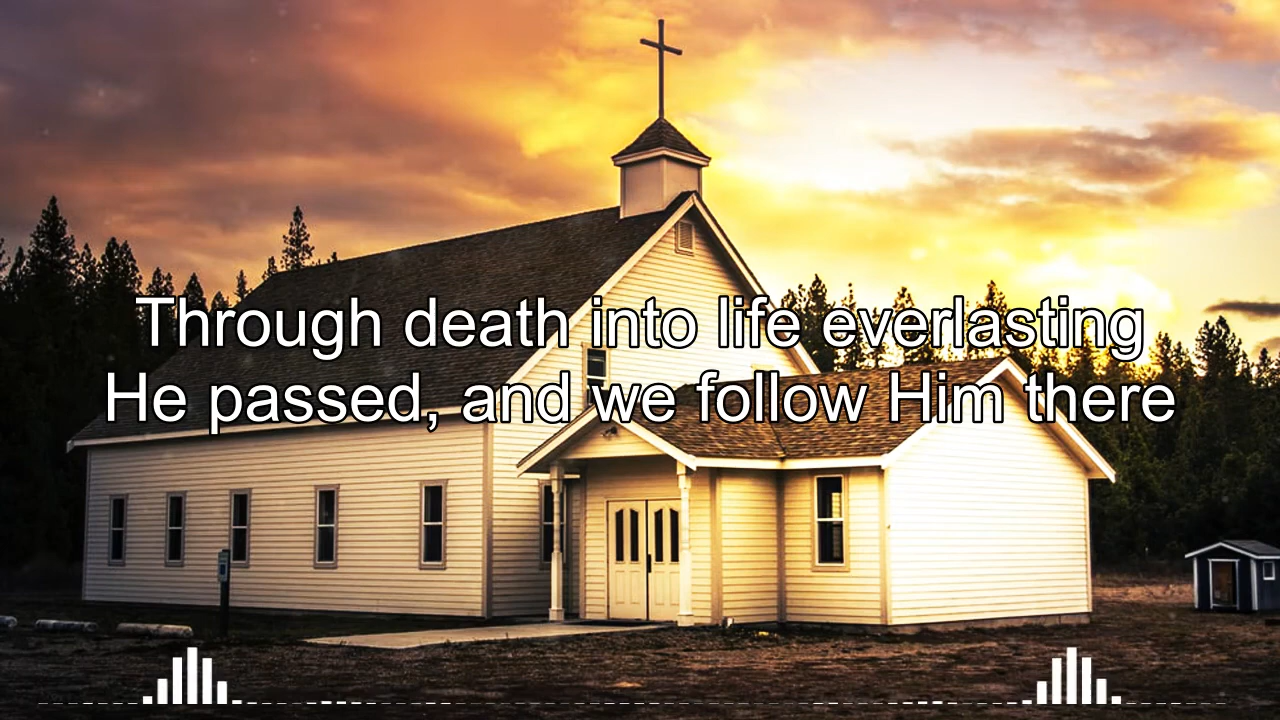 Through death into life everlasting
He passed, and we follow Him there